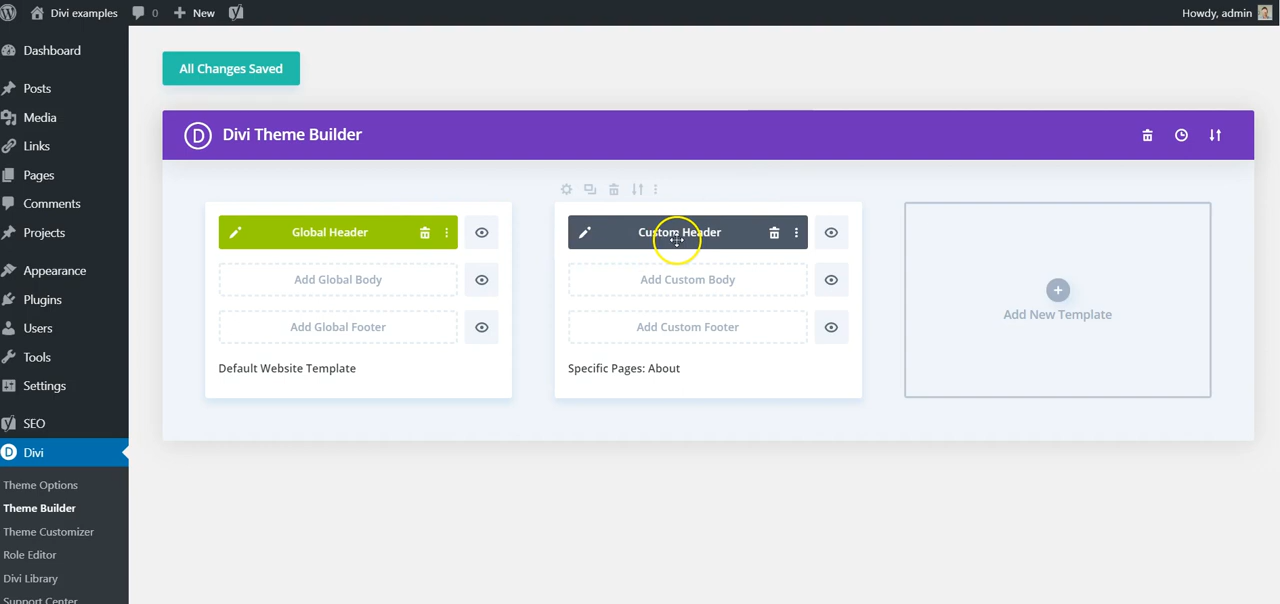 Divi examples
0
New
Howdy, admin
Dashboard
Posts
Media
Links
Pages
Comments
Projects
Appearance
Plugins
Users
Tools
Settings
SEO
Divi
Theme Options
Theme Builder
Theme Customizer
Role Editor
Divi Library
Support Center
All Changes Saved
D Divi Theme Builder
Global Header
Add Global Body
Add Global Footer
Default Website Template
Custom Header
Add Custom Body
Add Custom Footer
Specific Pages: About
Add New Template